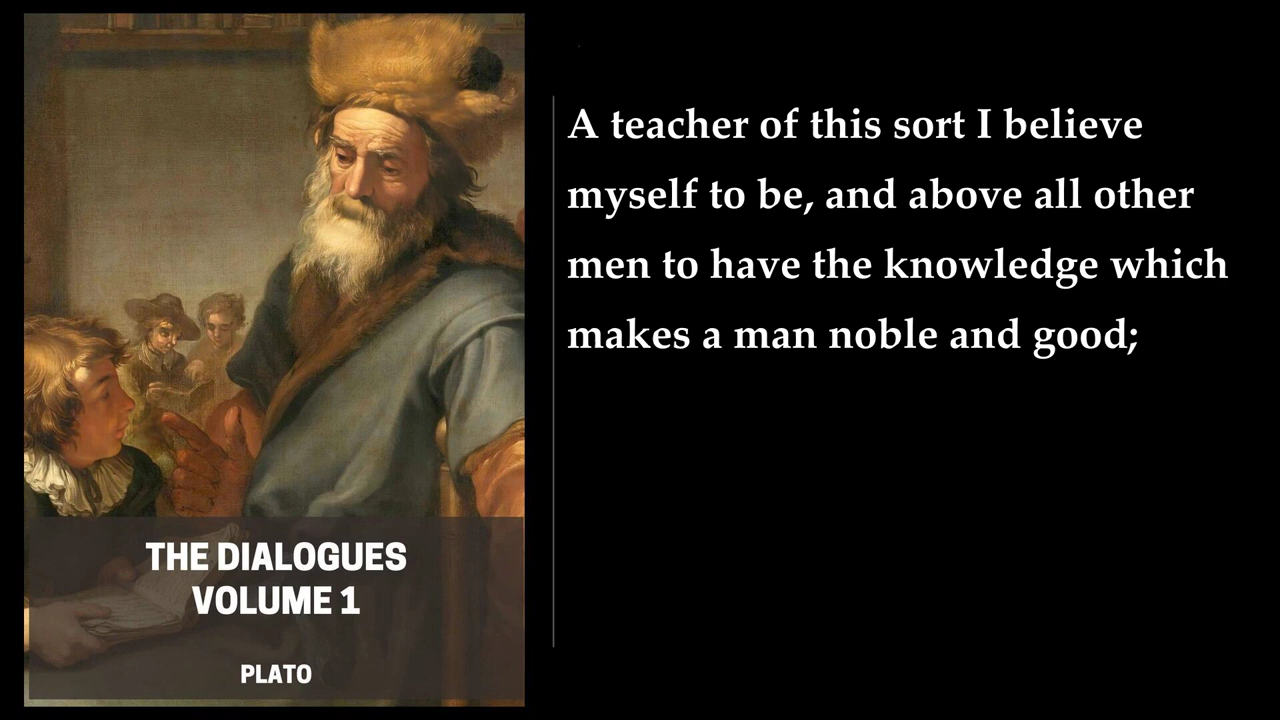 A teacher of this sort I believe
myself to be, and above all other
men to have the knowledge which
makes a man noble and good;
THE DIALOGUES
VOLUME 1
PLATO